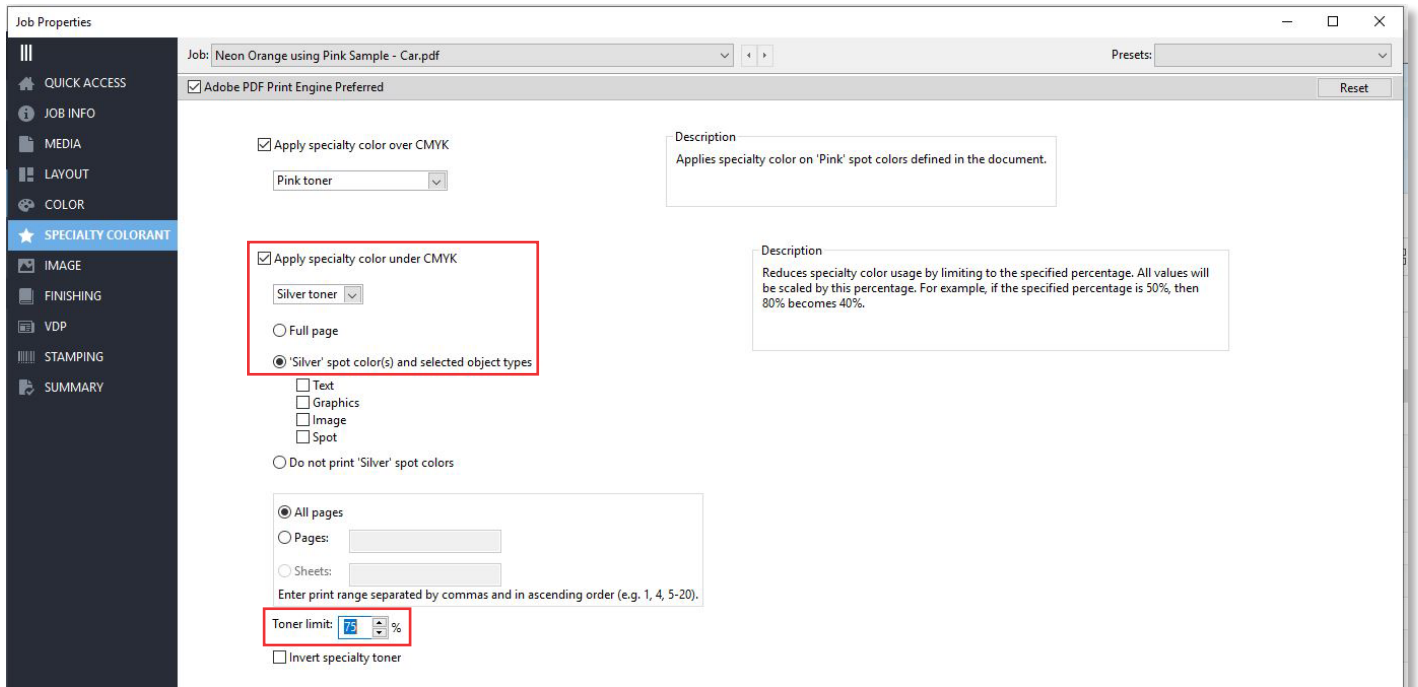 Job Properties
QUICK ACCESS
JOB INFO
MEDIA
LAYOUT
COLOR
SPECIALTY COLORANT
IMAGE
FINISHING
VDP
STAMPING
SUMMARY
Job: Neon Orange using Pink Sample - Car.pdf
Presets:
Adobe PDF Print Engine Preferred
Reset
Apply specialty color over CMYK
Pink toner
Description
Applies specialty color on 'Pink' spot colors defined in the document.
Apply specialty color under CMYK
Silver toner
Full page
'Silver' spot color(s) and selected object types
Text
Graphics
Image
Spot
Do not print 'Silver' spot colors
Description
Reduces specialty color usage by limiting to the specified percentage. All values will
be scaled by this percentage. For example, if the specified percentage is 50%, then
80% becomes 40%.
All pages
Pages:
Sheets:
Enter print range separated by commas and in ascending order (e.g. 1, 4, 5-20).
Toner limit: 75 %
Invert specialty toner